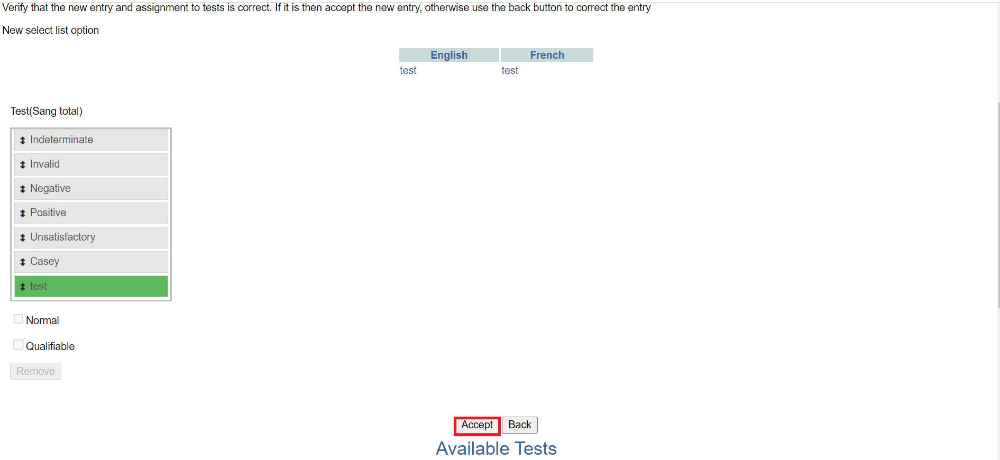 Verify that the new entry and assignment to tests is correct. If it is then accept the new entry, otherwise use the back button to correct the entry
New select list option
English French
test test
Test(Sang total)
Indeterminate
Invalid
Negative
Positive
Unsatisfactory
Casey
test
Normal
Qualifiable
Remove
Accept Back
Available Tests